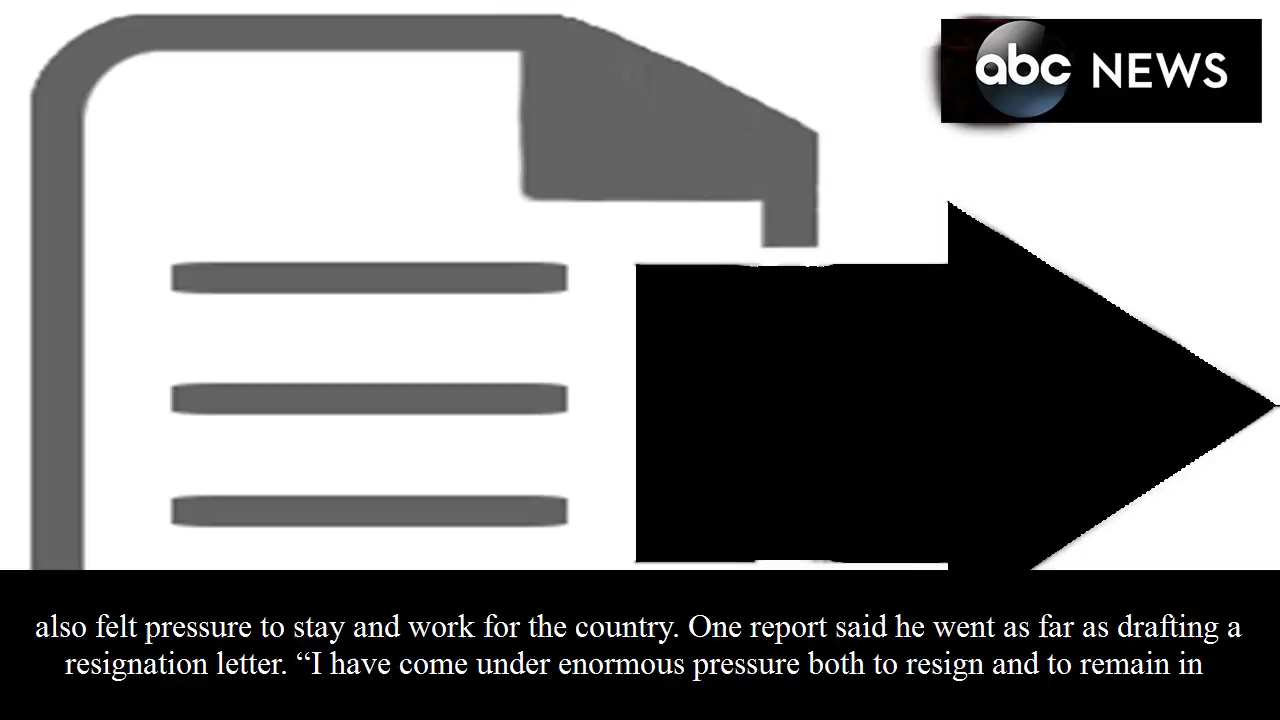 abc NEWS
also felt pressure to stay and work for the country. One report said he went as far as drafting a
resignation letter. “I have come under enormous pressure both to resign and to remain in